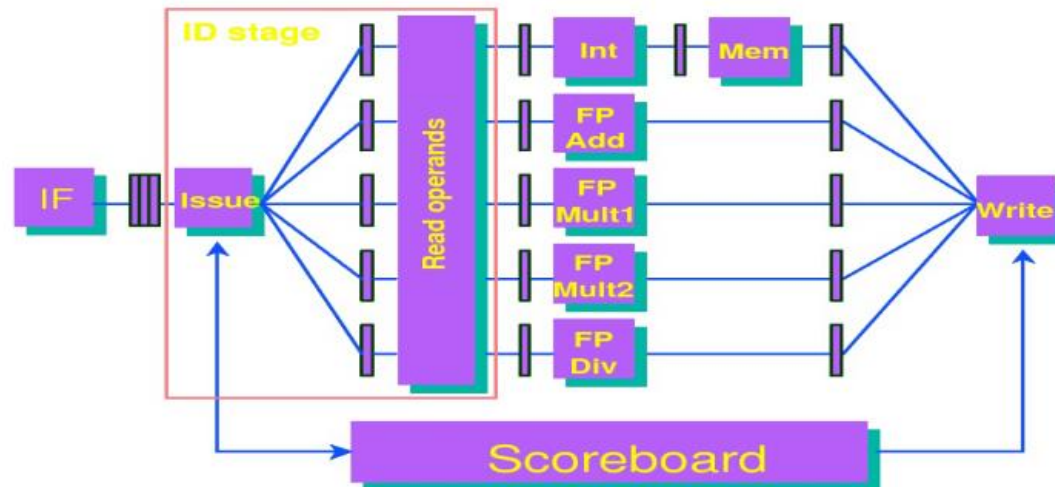 ID stage
IF
Issue
Read operands
Int
Mem
FP
Add
FP
Mult1
FP
Mult2
FP
Div
Write
Scoreboard